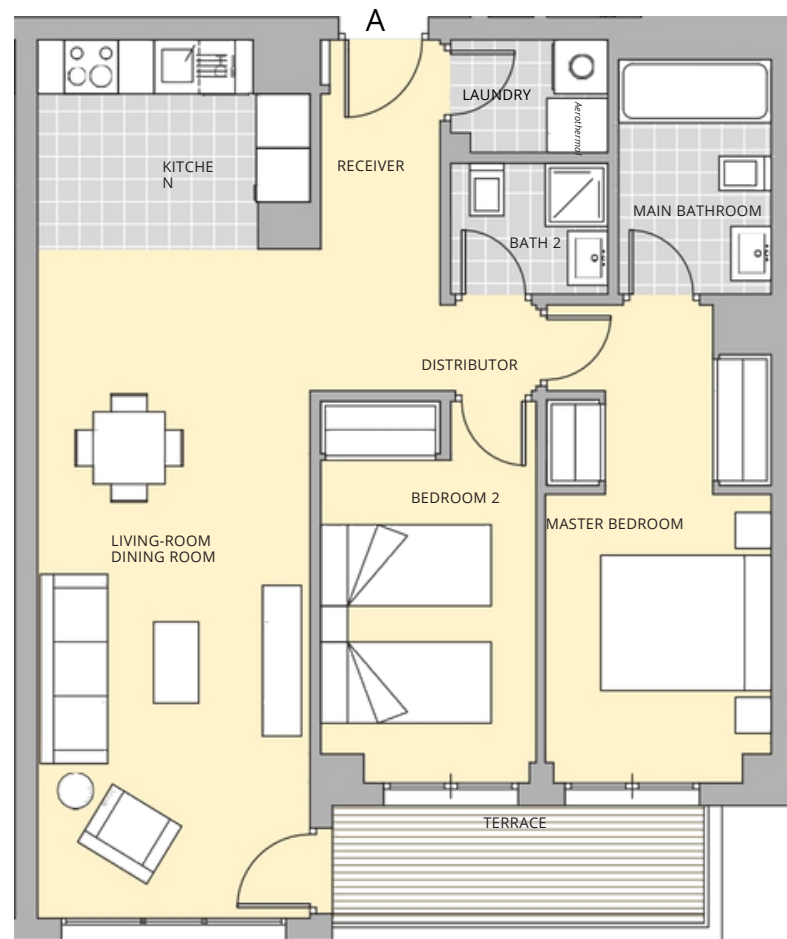 A
LAUNDRY
Aerothermal
KITCHE
N
RECEIVER
MAIN BATHROOM
BATH 2
DISTRIBUTOR
BEDROOM 2
MASTER BEDROOM
LIVING-ROOM
DINING ROOM
TERRACE